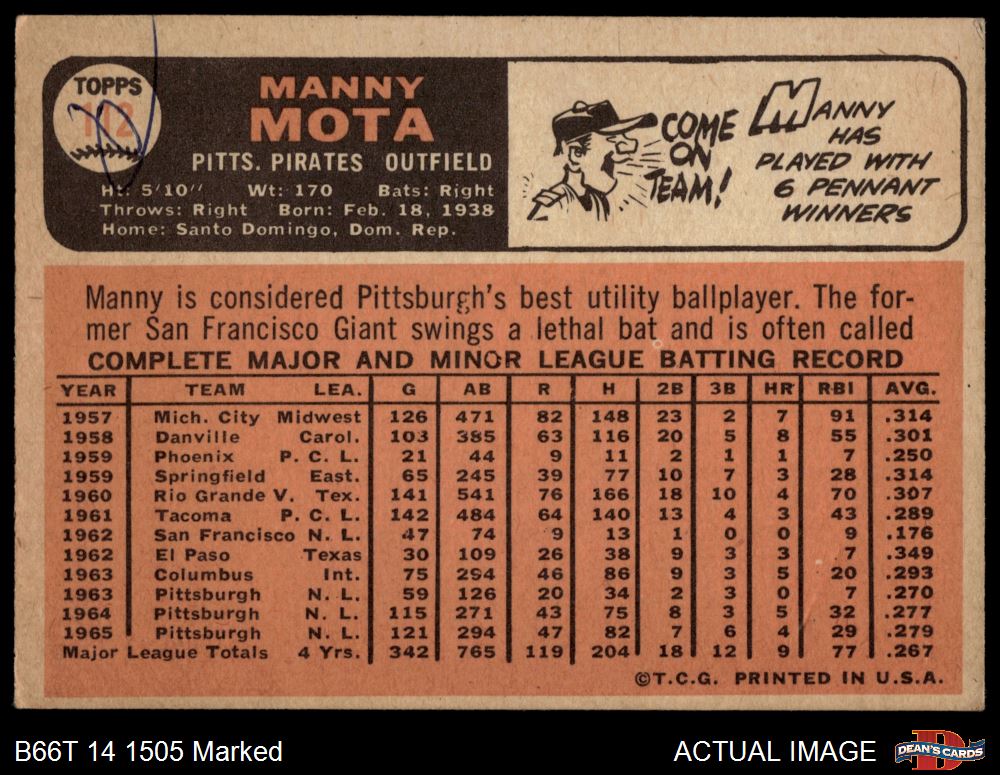 TOPPS
112
MANNY
MOTA
PITTS. PIRATES OUTFIELD
Ht: 5'10" Wt: 170 Bats: Right
Throws: Right Born: Feb. 18, 1938
Home: Santo Domingo, Dom. Rep.
COME
ON
TEAM!
MANNY
HAS
PLAYED WITH
6 PENNANT
WINNERS
Manny is considered Pittsburgh's best utility ballplayer. The for-
mer San Francisco Giant swings a lethal bat and is often called
COMPLETE MAJOR AND MINOR LEAGUE BATTING RECORD
YEAR TEAM LEA. G AB R H 2B 3B HR RBI AVG.
1957 Mich. City Midwest 126 471 82 148 23 2 7 91 .314
1958 Danville Carol. 103 385 63 116 20 5 8 55 .301
1959 Phoenix P. C. L. 21 44 9 11 2 1 1 7 .250
1959 Springfield East. 65 245 39 77 10 7 3 28 .314
1960 Rio Grande V. Tex. 141 541 76 166 18 10 4 70 .307
1961 Tacoma P. C. L. 142 484 64 140 13 4 3 43 .289
1962 San Francisco N. L. 47 74 9 13 1 0 0 9 .176
1962 El Paso Texas 30 109 26 38 9 3 3 7 .349
1963 Columbus Int. 75 294 46 86 9 3 5 20 .293
1963 Pittsburgh N. L. 59 126 20 34 2 3 0 7 .270
1964 Pittsburgh N. L. 115 271 43 75 8 3 5 32 .277
1965 Pittsburgh N. L. 121 294 47 82 7 6 4 29 .279
Major League Totals 4 Yrs. 342 765 119 204 18 12 9 77 .267
©T.C.G. PRINTED IN U.S.A.
B66T 14 1505 Marked
ACTUAL IMAGE
D
DEAN'S CARDS